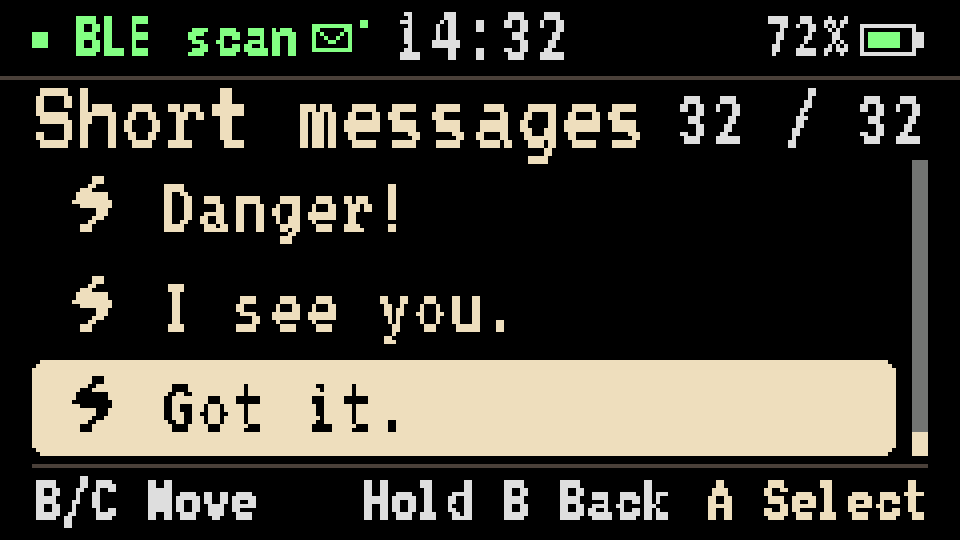 BLE scan 14:32 72%
Short messages 32 / 32
Danger!
I see you.
Got it.
B/C Move Hold B Back A Select